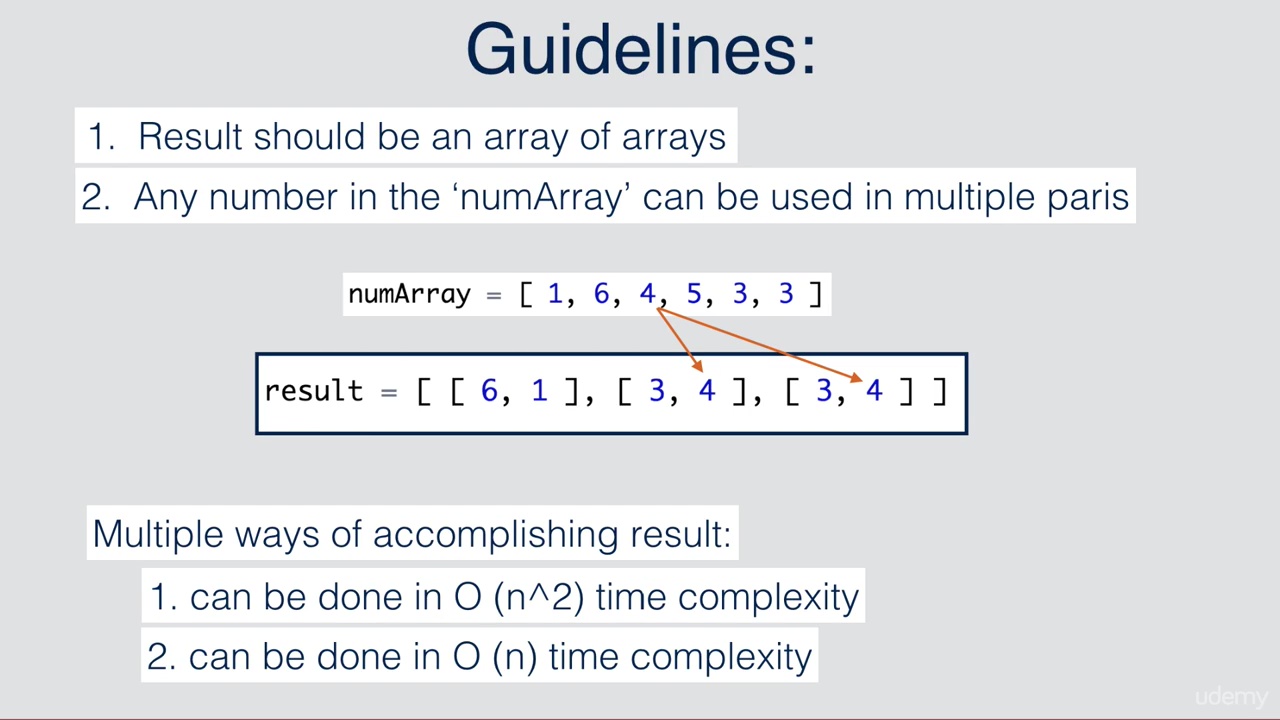 Guidelines:
1. Result should be an array of arrays
2. Any number in the ‘numArray’ can be used in multiple paris
numArray = [ 1, 6, 4, 5, 3, 3 ]
result = [ [ 6, 1 ], [ 3, 4 ], [ 3, 4 ] ]
Multiple ways of accomplishing result:
1. can be done in O (n^2) time complexity
2. can be done in O (n) time complexity
udemy